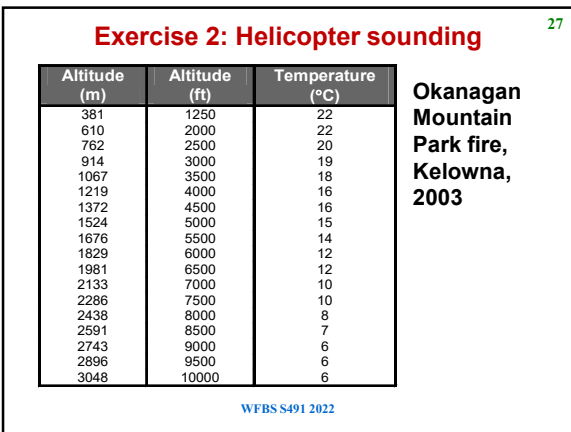 27
Exercise 2: Helicopter sounding
Altitude (m) Altitude (ft) Temperature (°C)
381 1250 22
610 2000 22
762 2500 20
914 3000 19
1067 3500 18
1219 4000 16
1372 4500 16
1524 5000 15
1676 5500 14
1829 6000 12
1981 6500 12
2133 7000 10
2286 7500 10
2438 8000 8
2591 8500 7
2743 9000 6
2896 9500 6
3048 10000 6
Okanagan
Mountain
Park fire,
Kelowna,
2003
WFBS S491 2022